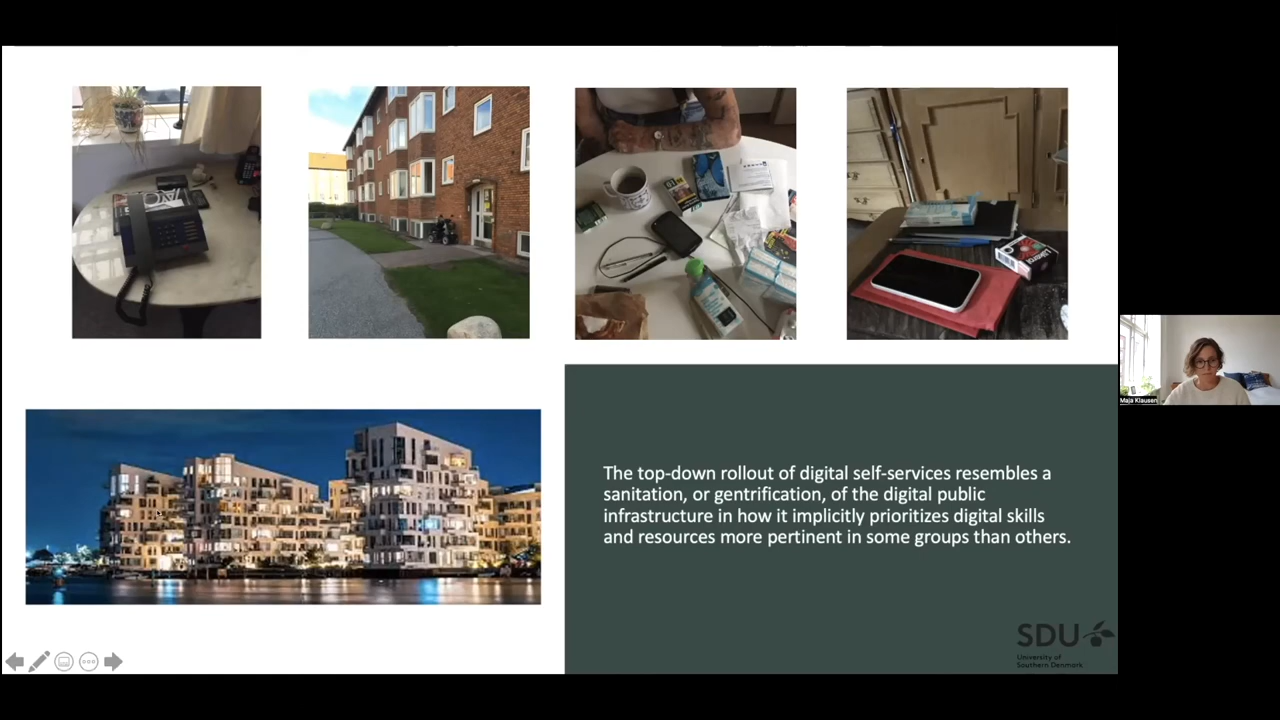 The top-down rollout of digital self-services resembles a
sanitation, or gentrification, of the digital public
infrastructure in how it implicitly prioritizes digital skills
and resources more pertinent in some groups than others.
SDU
University of
Southern Denmark
Maja Klausen